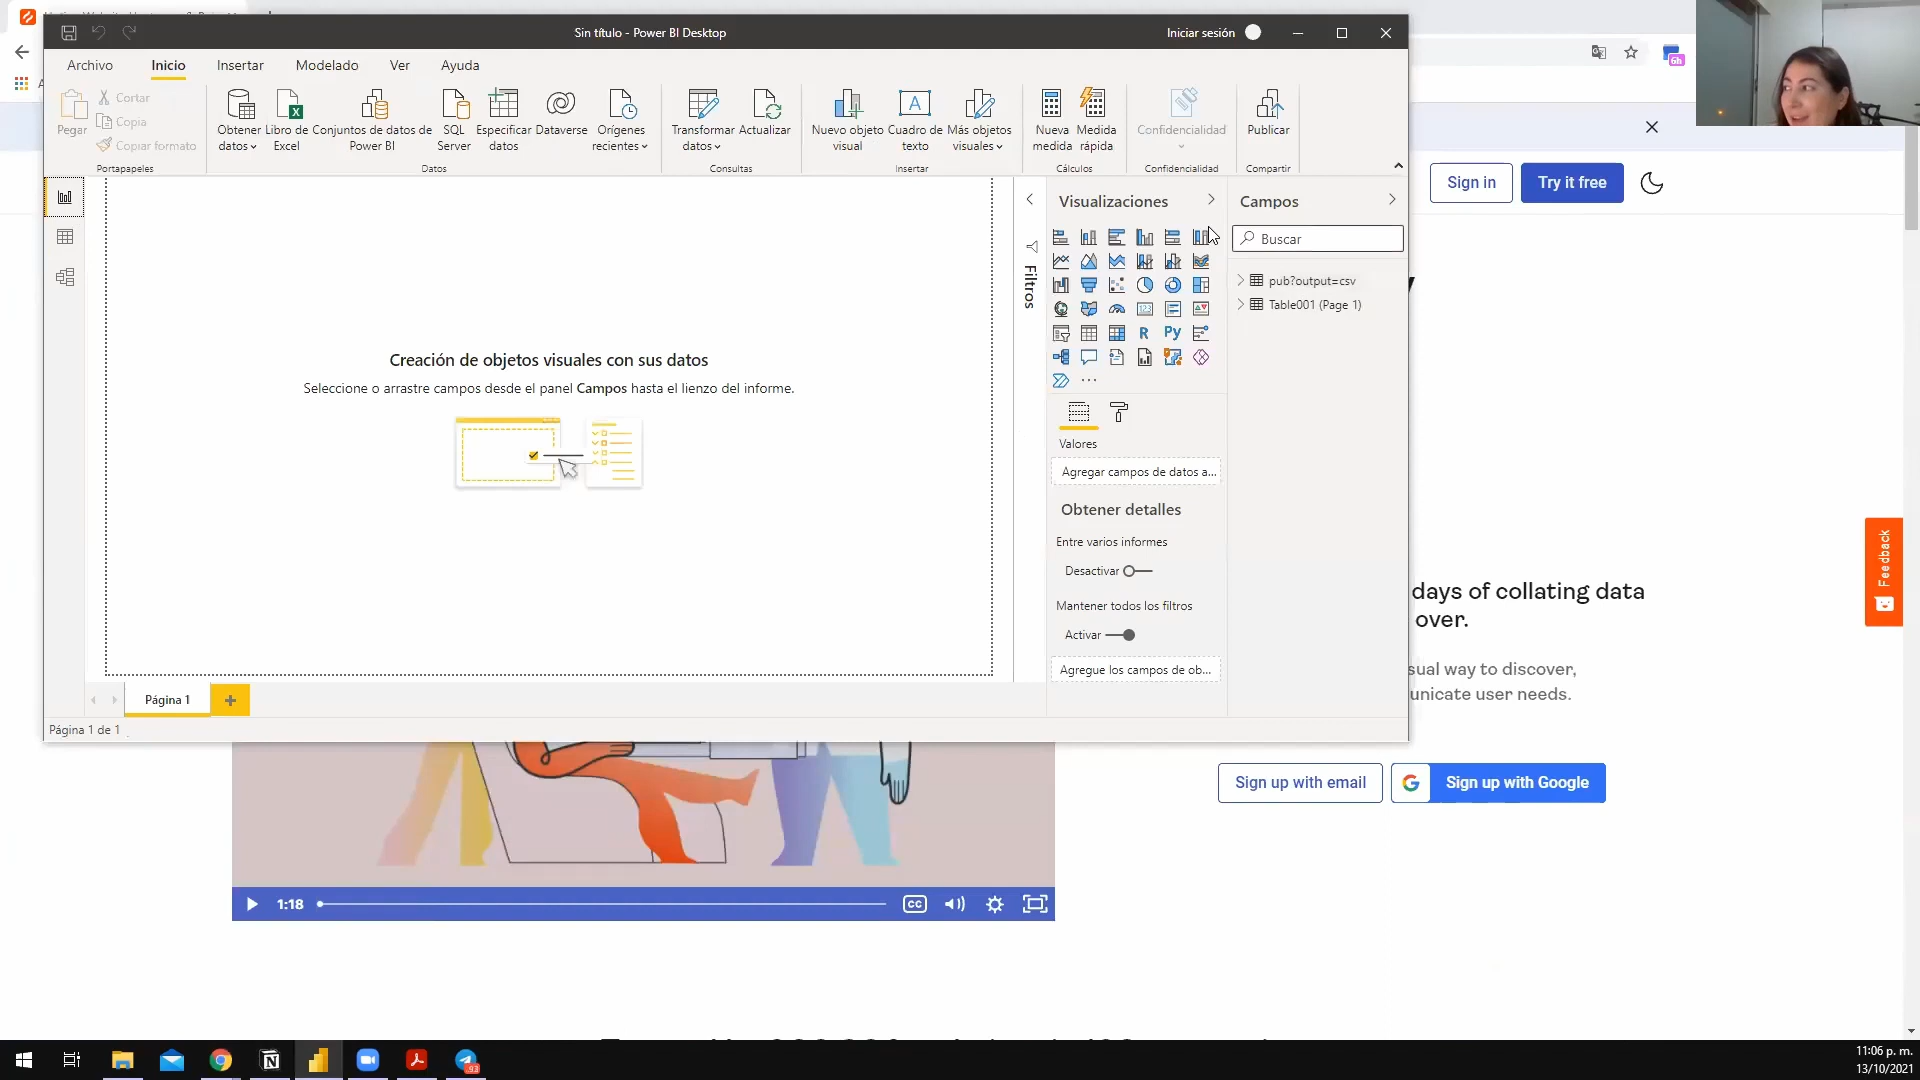 Sin título - Power BI Desktop
Iniciar sesión
Archivo
Inicio
Insertar
Modelado
Ver
Ayuda
Pegar
Cortar
Copia
Copiar formato
Portapapeles
Obtener datos
Libro de Excel
Conjuntos de datos de Power BI
SQL Server
Especificar datos
Dataverse
Orígenes recientes
Datos
Transformar datos
Actualizar
Consultas
Nuevo objeto visual
A
Cuadro de texto
Más objetos visuales
Insertar
Nueva medida
Medida rápida
Cálculos
Confidencialidad
Confidencialidad
Publicar
Compartir
6h
Sign in
Try it free
Creación de objetos visuales con sus datos
Seleccione o arrastre campos desde el panel Campos hasta el lienzo del informe.
Filtros
Visualizaciones
123
R
Py
Valores
Agregar campos de datos a...
Obtener detalles
Entre varios informes
Desactivar
Mantener todos los filtros
Activar
Agregue los campos de ob...
Campos
Buscar
pub?output=csv
Table001 (Page 1)
Página 1
Página 1 de 1
days of collating data
over.
sual way to discover,
unicate user needs.
Feedback
Sign up with email
Sign up with Google
1:18
CC
93
11:06 p. m.
13/10/2021